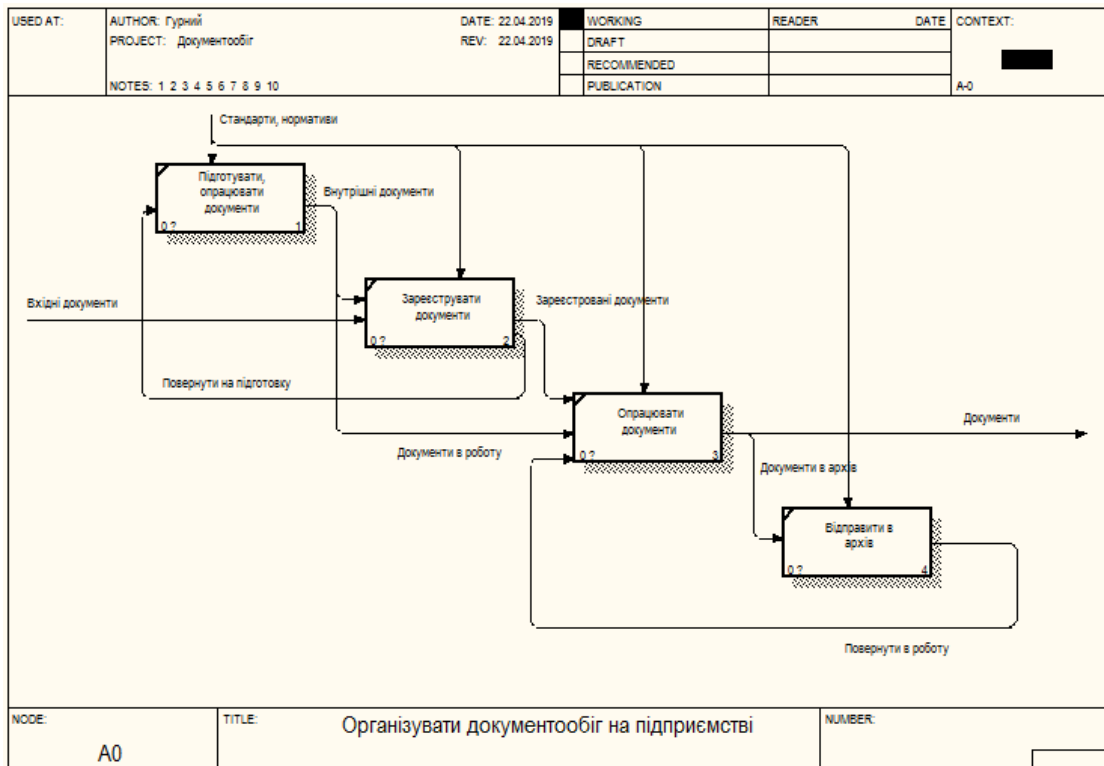 USED AT:
AUTHOR: Гурний
DATE: 22.04.2019
PROJECT: Документообіг
REV: 22.04.2019
NOTES: 1 2 3 4 5 6 7 8 9 10
WORKING
DRAFT
RECOMMENDED
PUBLICATION
READER
DATE
CONTEXT:
A-0
Стандарти, нормативи
Підготувати,
опрацювати
документи
0 ?
1
Внутрішні документи
Вхідні документи
Зареєструвати
документи
0 ?
2
Зареєстровані документи
Повернути на підготовку
Опрацювати
документи
0 ?
3
Документи
Документи в роботу
Документи в архів
Відправити в
архів
0 ?
4
Повернути в роботу
NODE:
A0
TITLE:
Організувати документообіг на підприємстві
NUMBER: